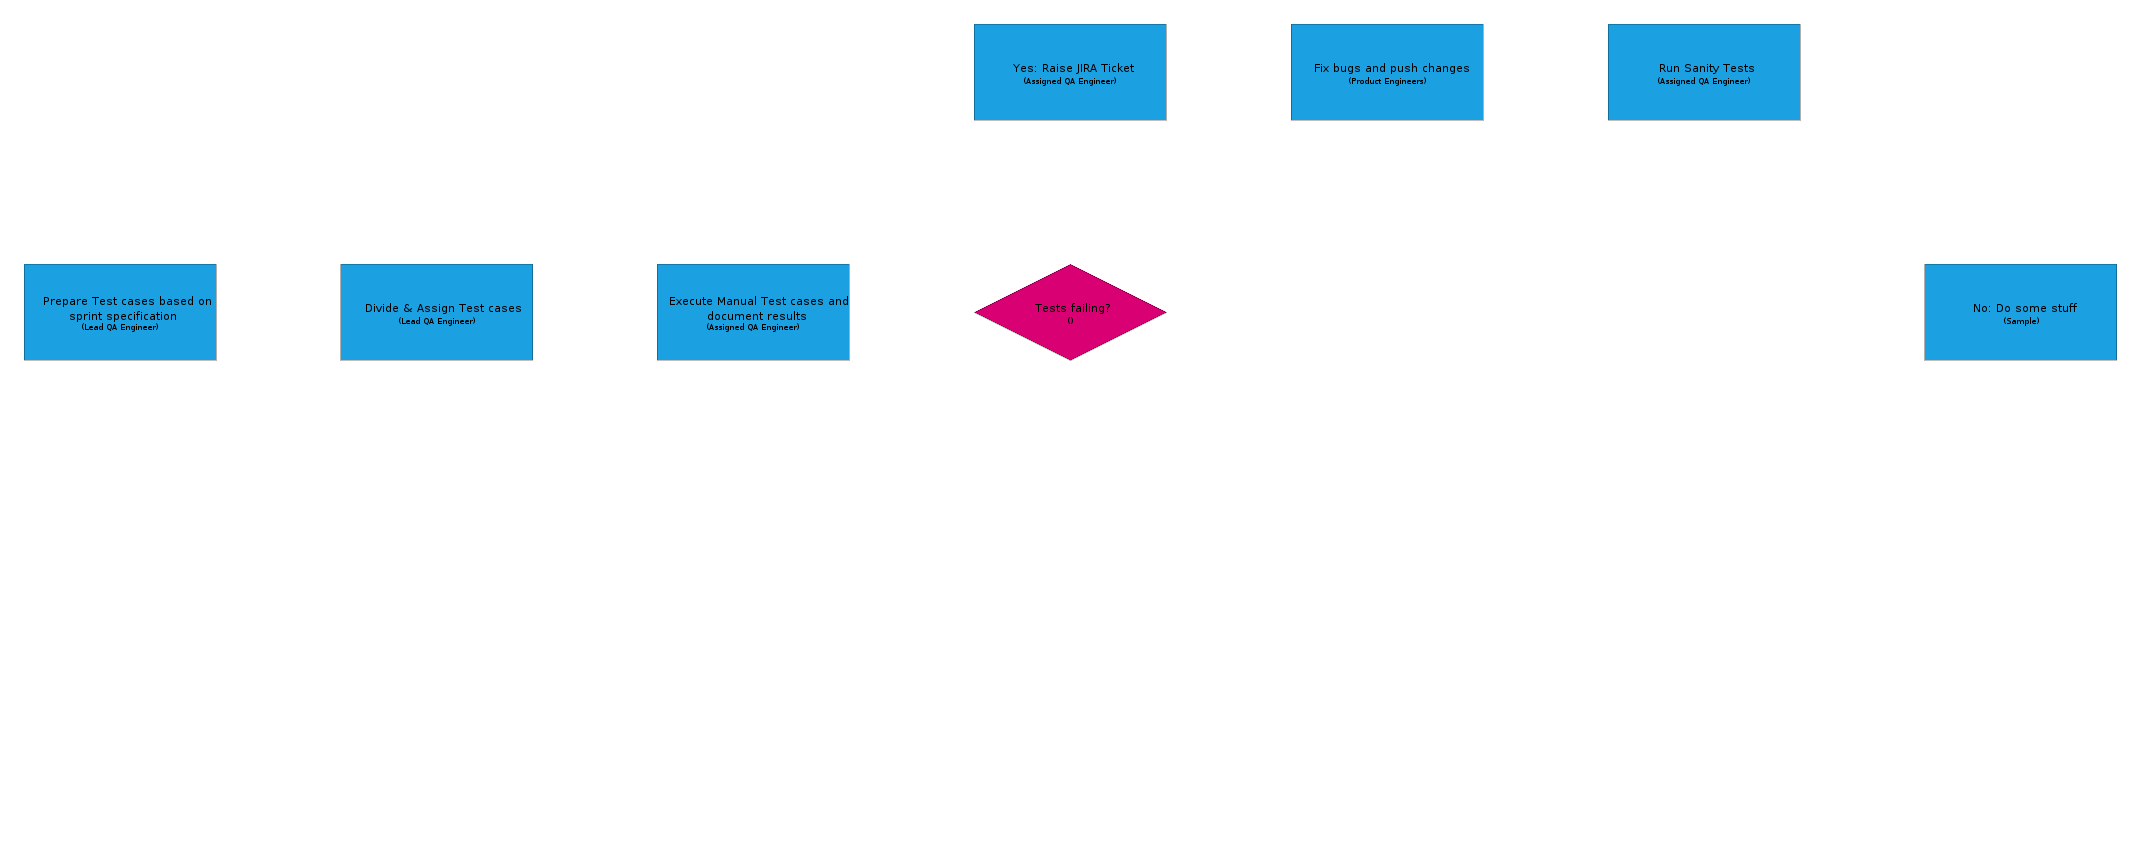 Yes: Raise JIRA Ticket
(Assigned QA Engineer)
Fix bugs and push changes
(Product Engineers)
Run Sanity Tests
(Assigned QA Engineer)
Prepare Test cases based on
sprint specification
(Lead QA Engineer)
Divide & Assign Test cases
(Lead QA Engineer)
Execute Manual Test cases and
document results
(Assigned QA Engineer)
Tests failing?
()
No: Do some stuff
(Sample)